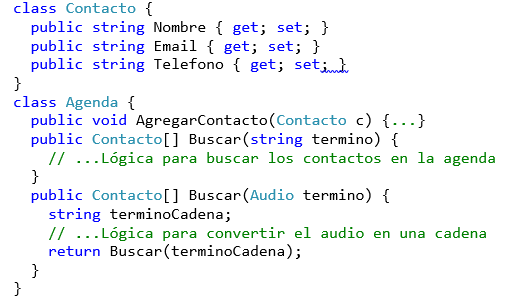 class Contacto {
  public string Nombre { get; set; }
  public string Email { get; set; }
  public string Telefono { get; set; }
}
class Agenda {
  public void AgregarContacto(Contacto c) {...}
  public Contacto[] Buscar(string termino) {
    // ...Lógica para buscar los contactos en la agenda
  }
  public Contacto[] Buscar(Audio termino) {
    string terminoCadena;
    // ...Lógica para convertir el audio en una cadena
    return Buscar(terminoCadena);
  }
}